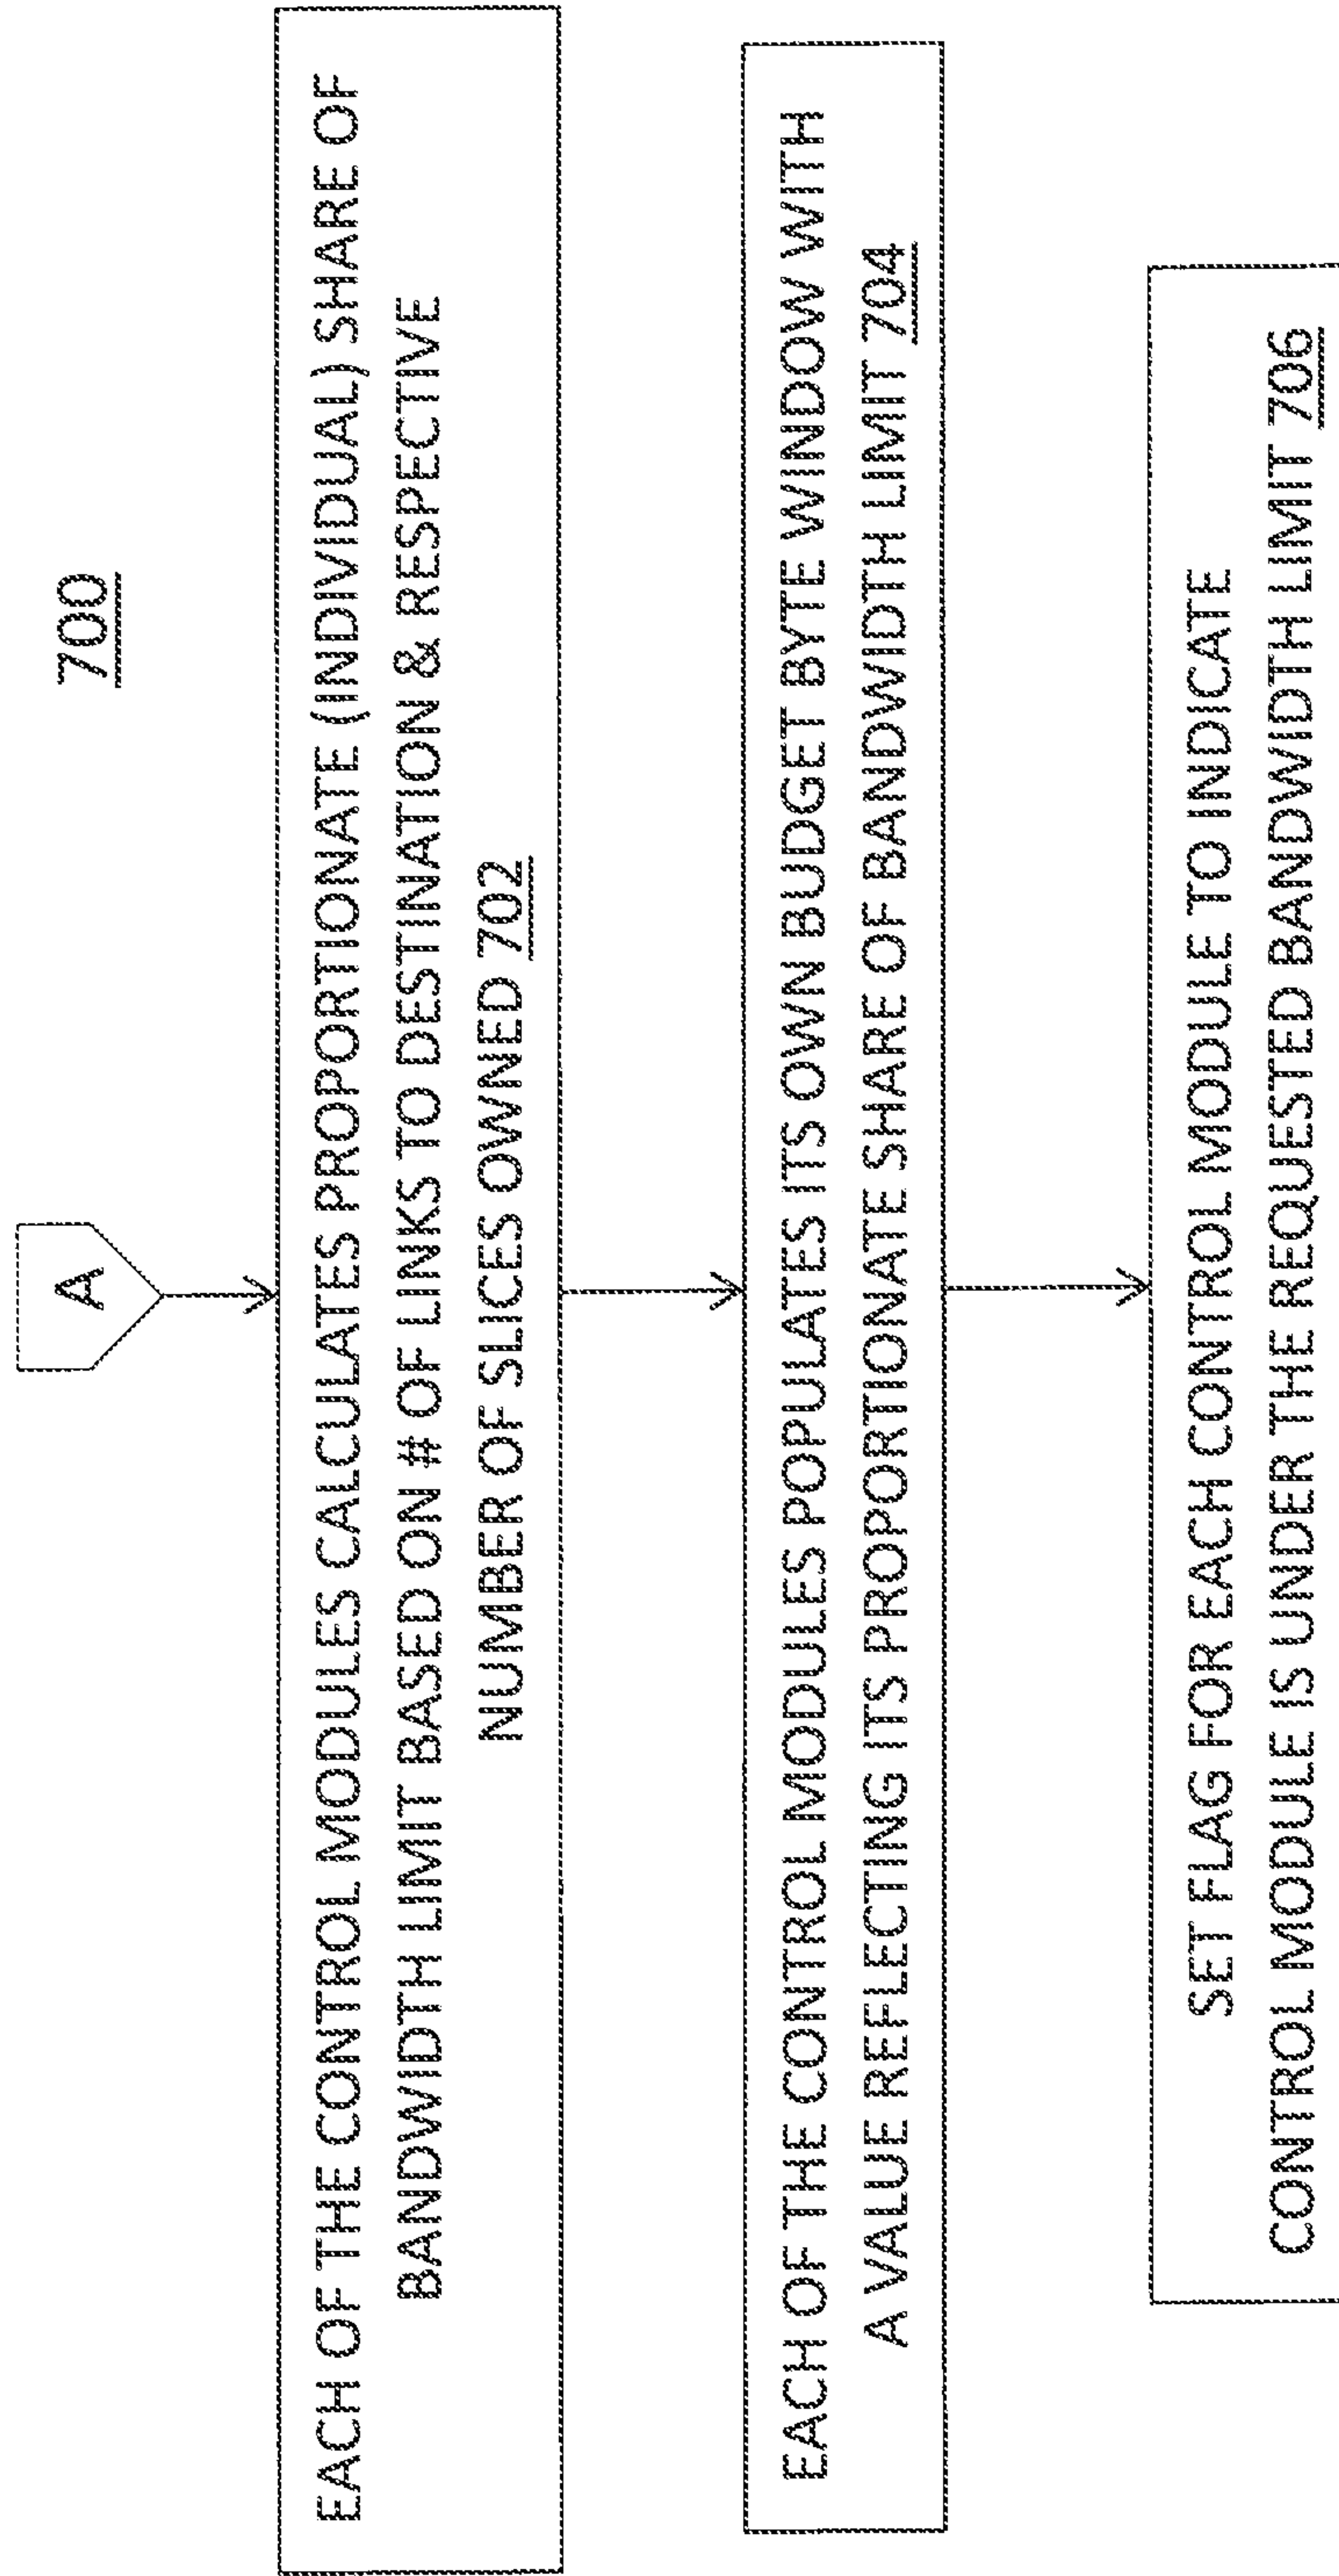 700
A
EACH OF THE CONTROL MODULES CALCULATES PROPORTIONATE (INDIVIDUAL) SHARE OF
BANDWIDTH LIMIT BASED ON # OF LINKS TO DESTINATION & RESPECTIVE
NUMBER OF SLICES OWNED 702
EACH OF THE CONTROL MODULES POPULATES ITS OWN BUDGET BYTE WINDOW WITH
A VALUE REFLECTING ITS PROPORTIONATE SHARE OF BANDWIDTH LIMIT 704
SET FLAG FOR EACH CONTROL MODULE TO INDICATE
CONTROL MODULE IS UNDER THE REQUESTED BANDWIDTH LIMIT 706